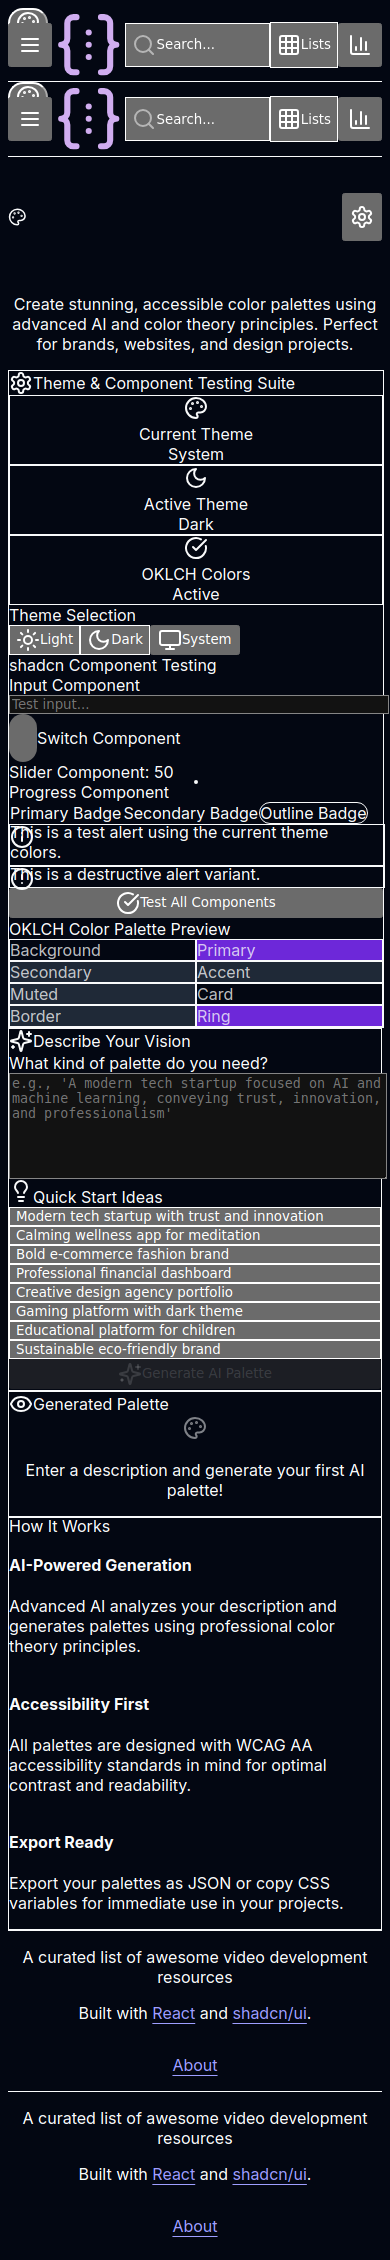 Search...
Lists
Search...
Lists
Create stunning, accessible color palettes using
advanced AI and color theory principles. Perfect
for brands, websites, and design projects.
Theme & Component Testing Suite
Current Theme
System
Active Theme
Dark
OKLCH Colors
Active
Theme Selection
Light Dark System
shadcn Component Testing
Input Component
Test input...
Switch Component
Slider Component: 50
Progress Component
Primary Badge Secondary Badge Outline Badge
This is a test alert using the current theme
colors.
This is a destructive alert variant.
Test All Components
OKLCH Color Palette Preview
Background Primary
Secondary Accent
Muted Card
Border Ring
Describe Your Vision
What kind of palette do you need?
e.g., 'A modern tech startup focused on AI and
machine learning, conveying trust, innovation,
and professionalism'
Quick Start Ideas
Modern tech startup with trust and innovation
Calming wellness app for meditation
Bold e-commerce fashion brand
Professional financial dashboard
Creative design agency portfolio
Gaming platform with dark theme
Educational platform for children
Sustainable eco-friendly brand
Generate AI Palette
Generated Palette
Enter a description and generate your first AI
palette!
How It Works
AI-Powered Generation
Advanced AI analyzes your description and
generates palettes using professional color
theory principles.
Accessibility First
All palettes are designed with WCAG AA
accessibility standards in mind for optimal
contrast and readability.
Export Ready
Export your palettes as JSON or copy CSS
variables for immediate use in your projects.
A curated list of awesome video development
resources
Built with React and shadcn/ui.
About
A curated list of awesome video development
resources
Built with React and shadcn/ui.
About